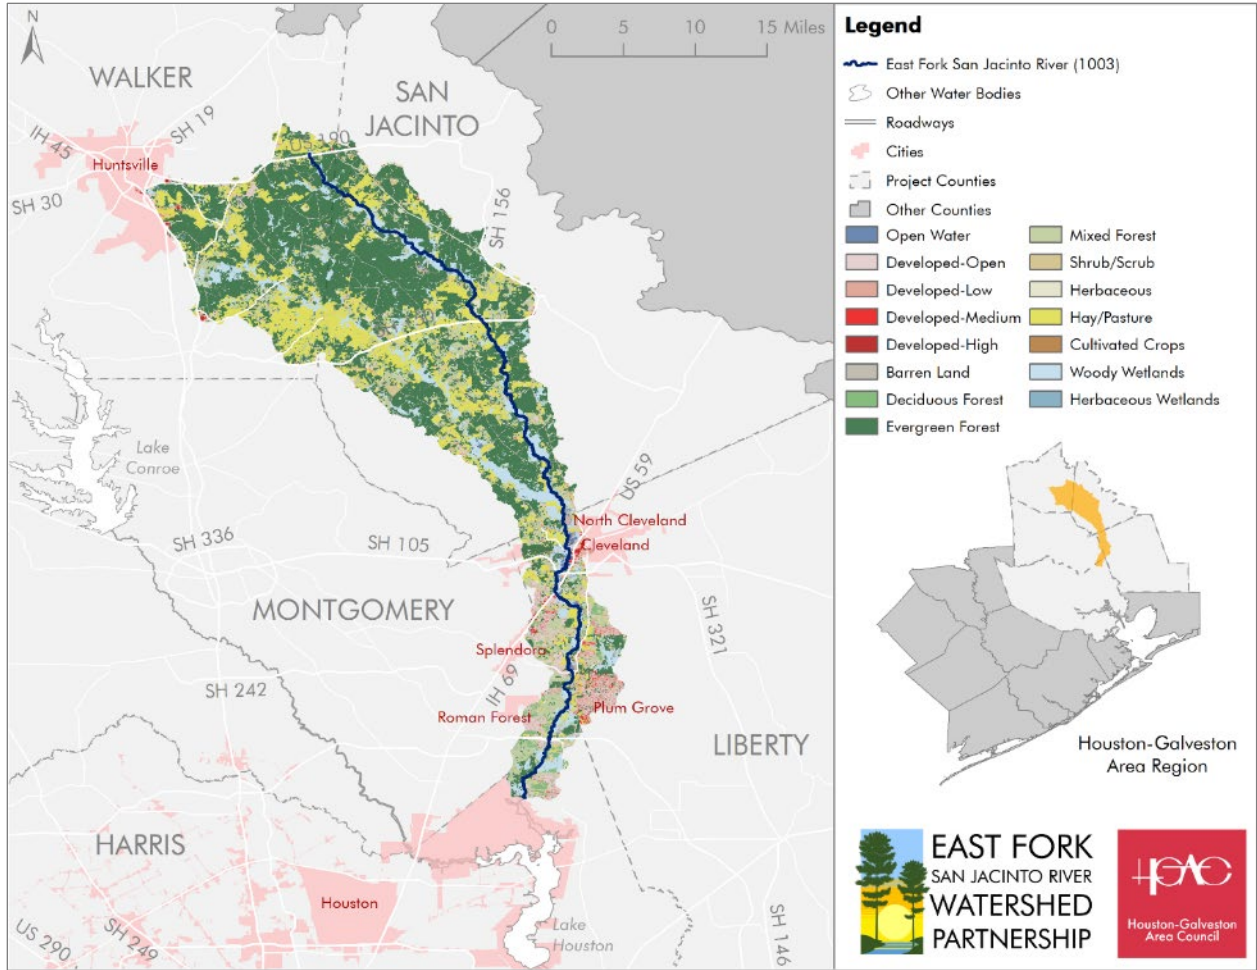 N
0 5 10 15 Miles
WALKER
SAN
JACINTO
SH 19
IH 45
US 190
Huntsville
SH 30
SH 156
Lake
Conroe
US 59
North Cleveland
Cleveland
SH 336
SH 105
MONTGOMERY
SH 321
Splendora
IH 69
SH 242
Roman Forest
Plum Grove
LIBERTY
HARRIS
Houston
Lake
Houston
US 290
SH 249
SH 146
Legend
East Fork San Jacinto River (1003)
Other Water Bodies
Roadways
Cities
Project Counties
Other Counties
Open Water
Developed-Open
Developed-Low
Developed-Medium
Developed-High
Barren Land
Deciduous Forest
Evergreen Forest
Mixed Forest
Shrub/Scrub
Herbaceous
Hay/Pasture
Cultivated Crops
Woody Wetlands
Herbaceous Wetlands
Houston-Galveston
Area Region
EAST FORK
SAN JACINTO RIVER
WATERSHED
PARTNERSHIP
Houston-Galveston
Area Council